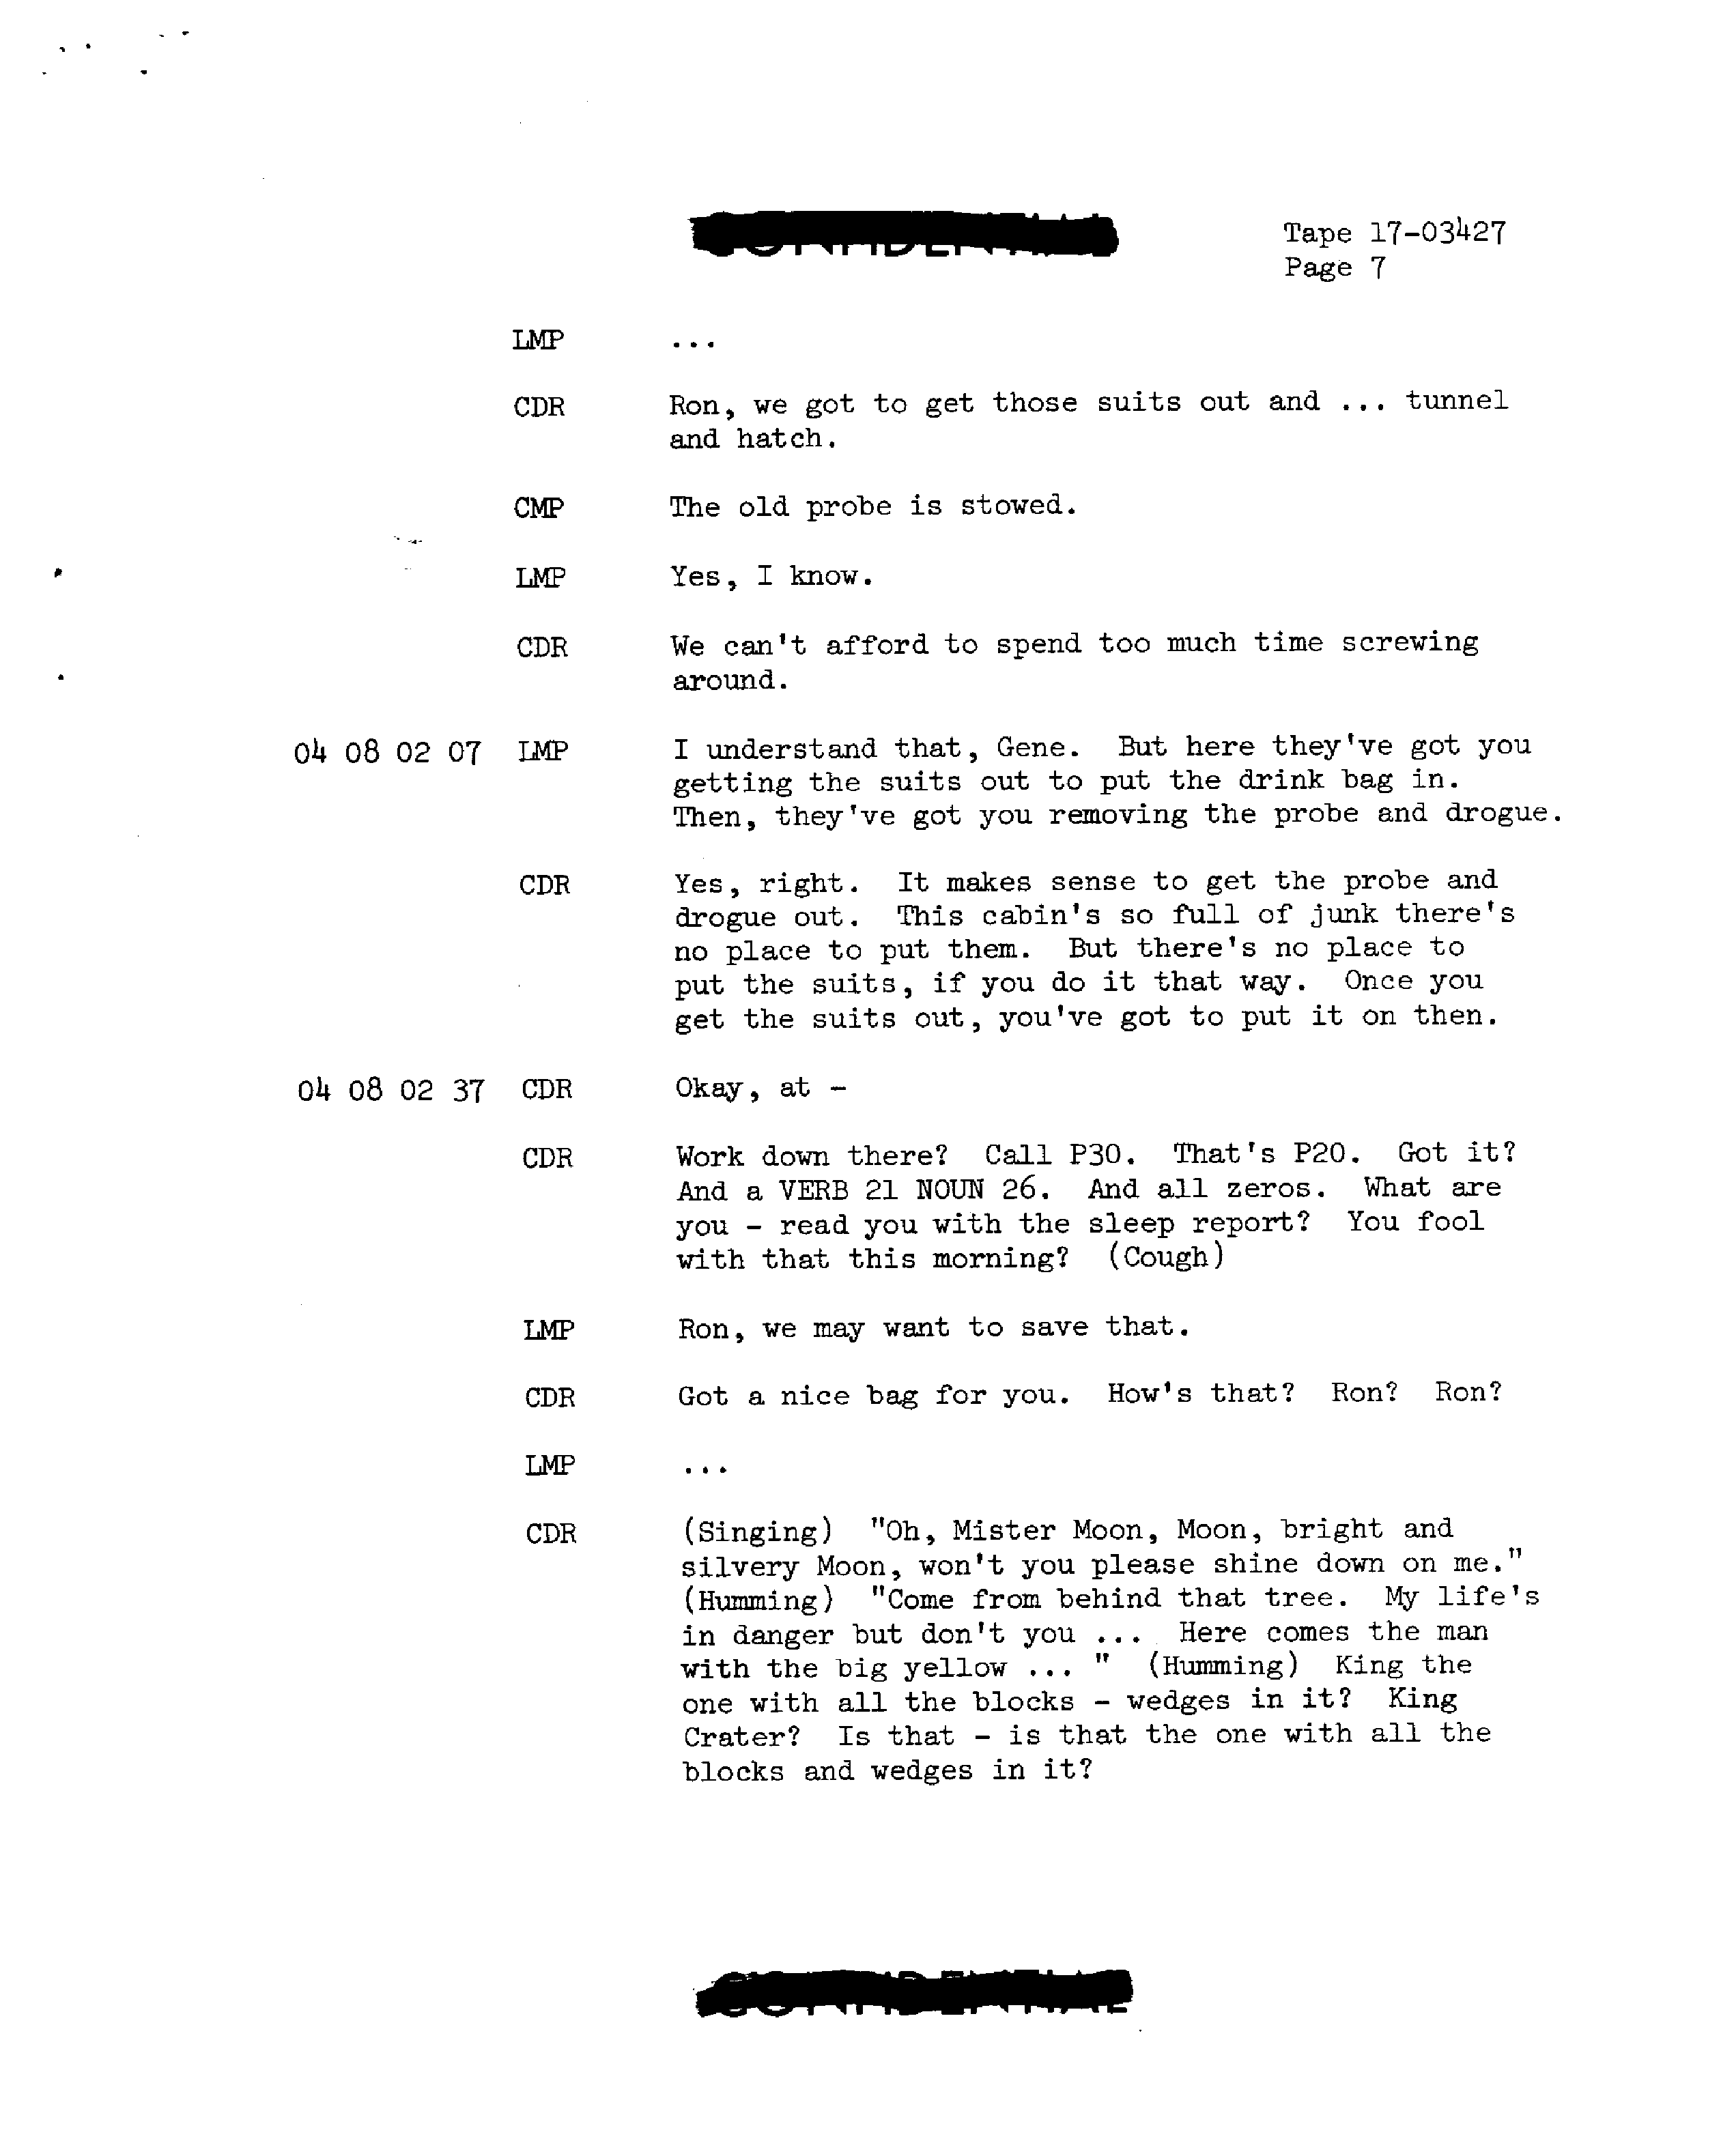 CONFIDENTIAL
Tape 17-03427
Page 7
LMP ...
CDR Ron, we got to get those suits out and ... tunnel
and hatch.
CMP The old probe is stowed.
LMP Yes, I know.
CDR We can't afford to spend too much time screwing
around.
04 08 02 07 LMP I understand that, Gene. But here they've got you
getting the suits out to put the drink bag in.
Then, they've got you removing the probe and drogue.
CDR Yes, right. It makes sense to get the probe and
drogue out. This cabin's so full of junk there's
no place to put them. But there's no place to
put the suits, if you do it that way. Once you
get the suits out, you've got to put it on then.
04 08 02 37 CDR Okay, at -
CDR Work down there? Call P30. That's P20. Got it?
And a VERB 21 NOUN 26. And all zeros. What are
you - read you with the sleep report? You fool
with that this morning? (Cough)
LMP Ron, we may want to save that.
CDR Got a nice bag for you. How's that? Ron? Ron?
LMP ...
CDR (Singing) "Oh, Mister Moon, Moon, bright and
silvery Moon, won't you please shine down on me."
(Humming) "Come from behind that tree. My life's
in danger but don't you ... Here comes the man
with the big yellow ... " (Humming) King the
one with all the blocks - wedges in it? King
Crater? Is that - is that the one with all the
blocks and wedges in it?
CONFIDENTIAL